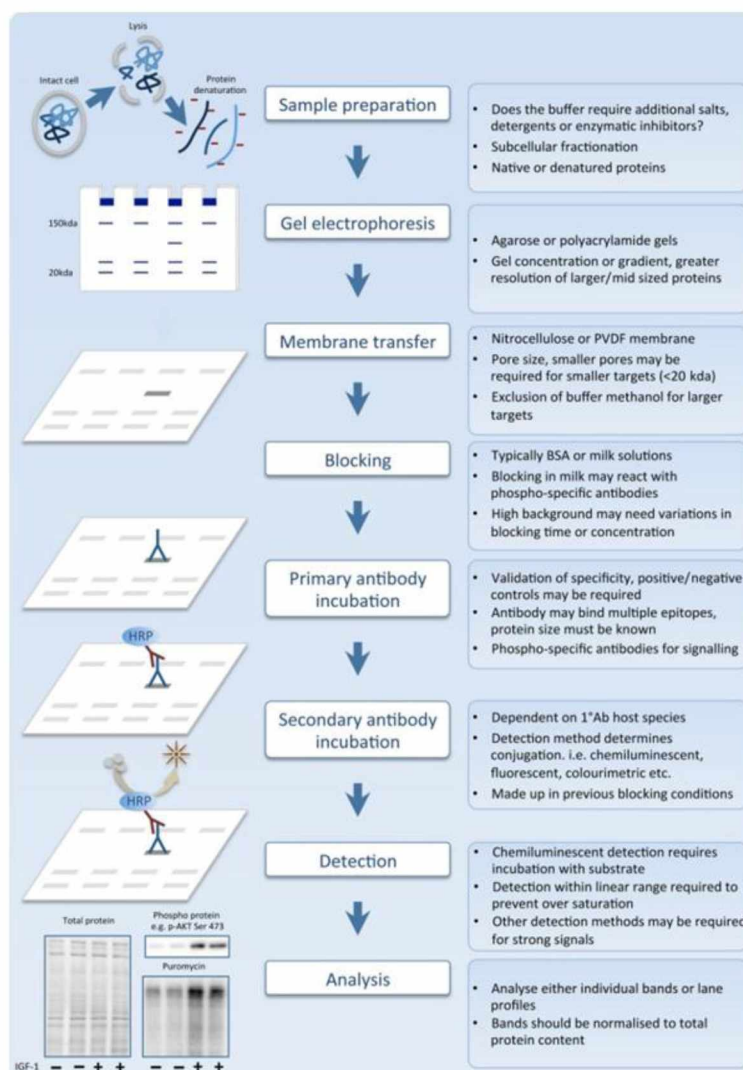 Lysis
Intact cell
Protein
denaturation
Sample preparation
• Does the buffer require additional salts,
detergents or enzymatic inhibitors?
• Subcellular fractionation
• Native or denatured proteins
150kda
20kda
Gel electrophoresis
• Agarose or polyacrylamide gels
• Gel concentration or gradient, greater
resolution of larger/mid sized proteins
Membrane transfer
• Nitrocellulose or PVDF membrane
• Pore size, smaller pores may be
required for smaller targets (<20 kda)
• Exclusion of buffer methanol for larger
targets
Blocking
• Typically BSA or milk solutions
• Blocking in milk may react with
phospho-specific antibodies
• High background may need variations in
blocking time or concentration
Primary antibody
incubation
• Validation of specificity, positive/negative
controls may be required
• Antibody may bind multiple epitopes,
protein size must be known
• Phospho-specific antibodies for signalling
HRP
Secondary antibody
incubation
• Dependent on 1°Ab host species
• Detection method determines
conjugation. i.e. chemiluminescent,
fluorescent, colourimetric etc.
• Made up in previous blocking conditions
HRP
Detection
• Chemiluminescent detection requires
incubation with substrate
• Detection within linear range required to
prevent over saturation
• Other detection methods may be required
for strong signals
Total protein
Phospho protein
e.g. p-AKT Ser 473
Puromycin
IGF-1 − − + + − − + +
Analysis
• Analyse either individual bands or lane
profiles
• Bands should be normalised to total
protein content